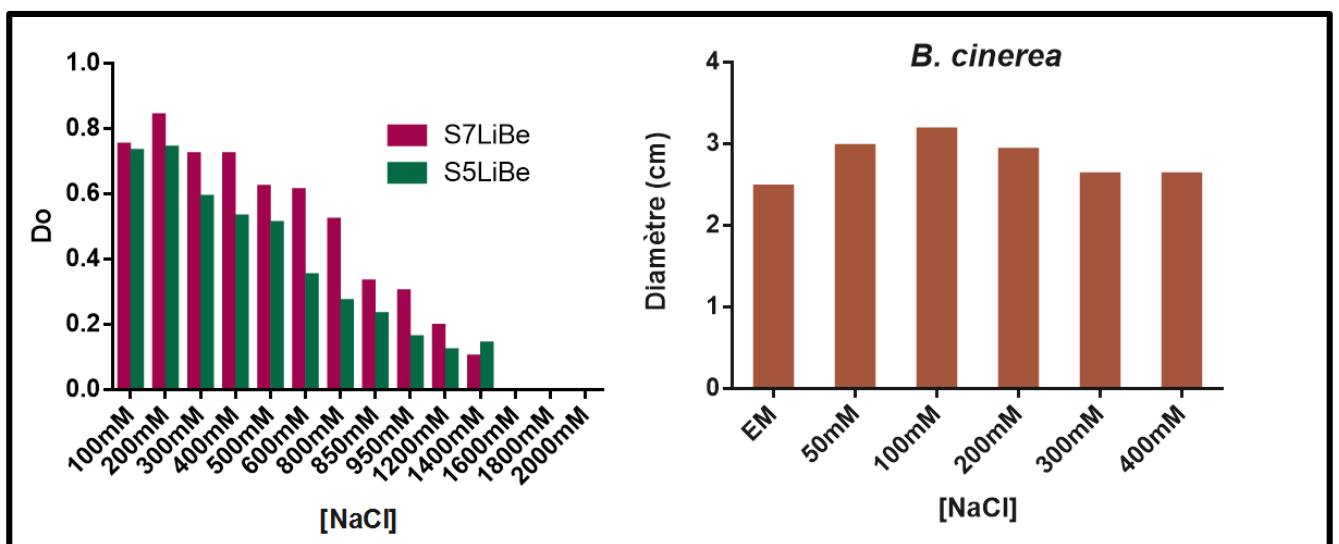 1.0
0.8
0.6
0.4
0.2
0.0
Do
S7LiBe
S5LiBe
100mM
200mM
300mM
400mM
500mM
600mM
800mM
850mM
950mM
1200mM
1400mM
1600mM
1800mM
2000mM
[NaCl]
B. cinerea
4
3
2
1
0
Diamètre (cm)
EM
50mM
100mM
200mM
300mM
400mM
[NaCl]